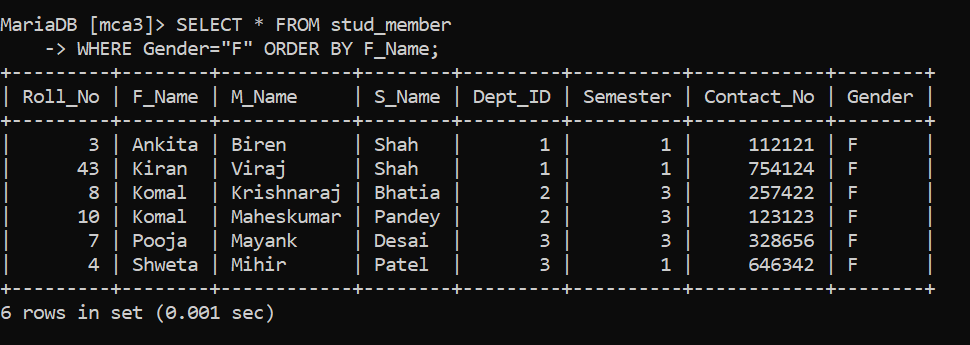 MariaDB [mca3]> SELECT * FROM stud_member
    -> WHERE Gender="F" ORDER BY F_Name;
+---------+--------+------------+--------+---------+----------+------------+--------+
| Roll_No | F_Name | M_Name     | S_Name | Dept_ID | Semester | Contact_No | Gender |
+---------+--------+------------+--------+---------+----------+------------+--------+
|       3 | Ankita | Biren      | Shah   |       1 |        1 |     112121 | F      |
|      43 | Kiran  | Viraj      | Shah   |       1 |        1 |     754124 | F      |
|       8 | Komal  | Krishnaraj | Bhatia |       2 |        3 |     257422 | F      |
|      10 | Komal  | Maheskumar | Pandey |       2 |        3 |     123123 | F      |
|       7 | Pooja  | Mayank     | Desai  |       3 |        3 |     328656 | F      |
|       4 | Shweta | Mihir      | Patel  |       3 |        1 |     646342 | F      |
+---------+--------+------------+--------+---------+----------+------------+--------+
6 rows in set (0.001 sec)